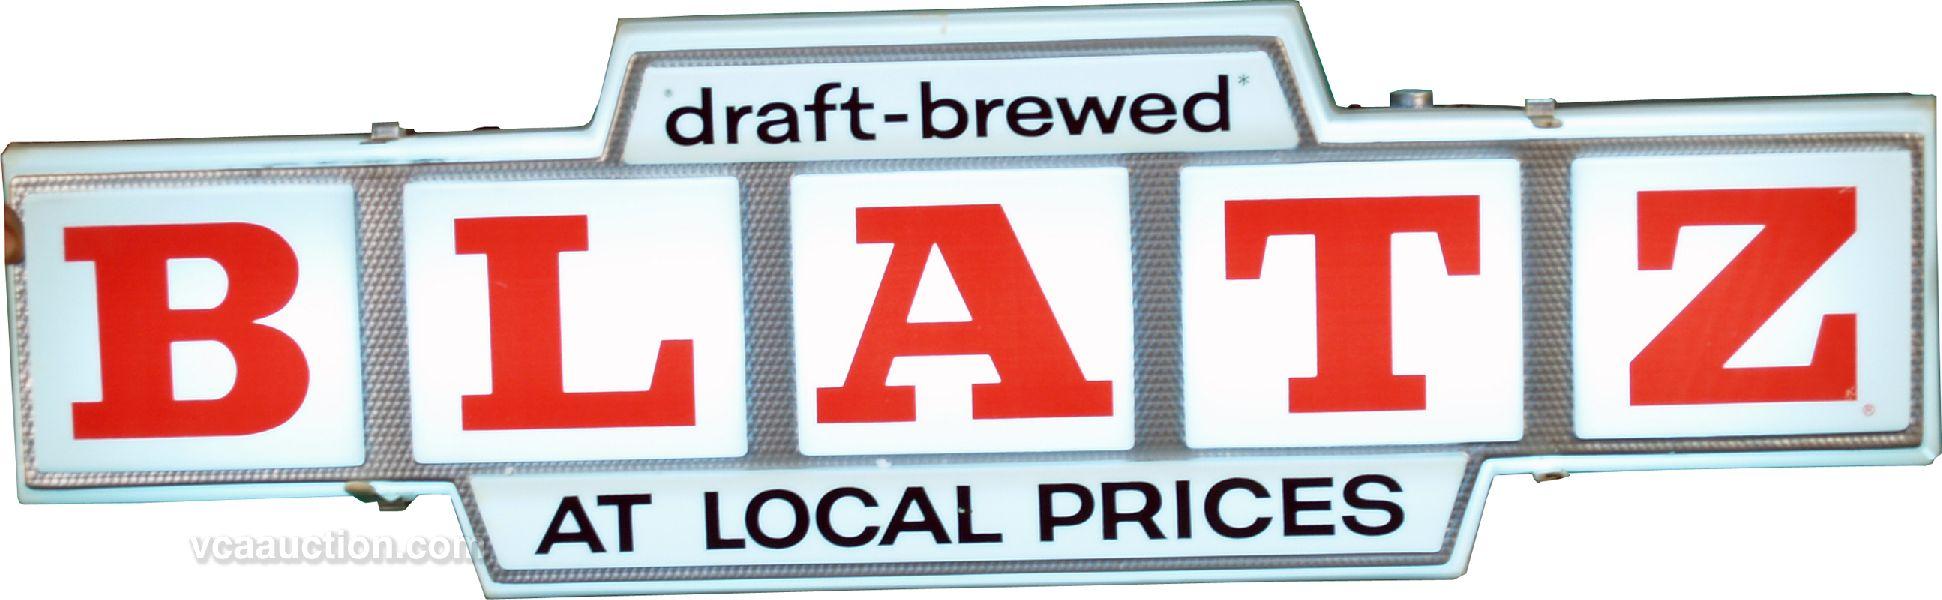 draft-brewed*
BLATZ®
AT LOCAL PRICES
vcaauction.com